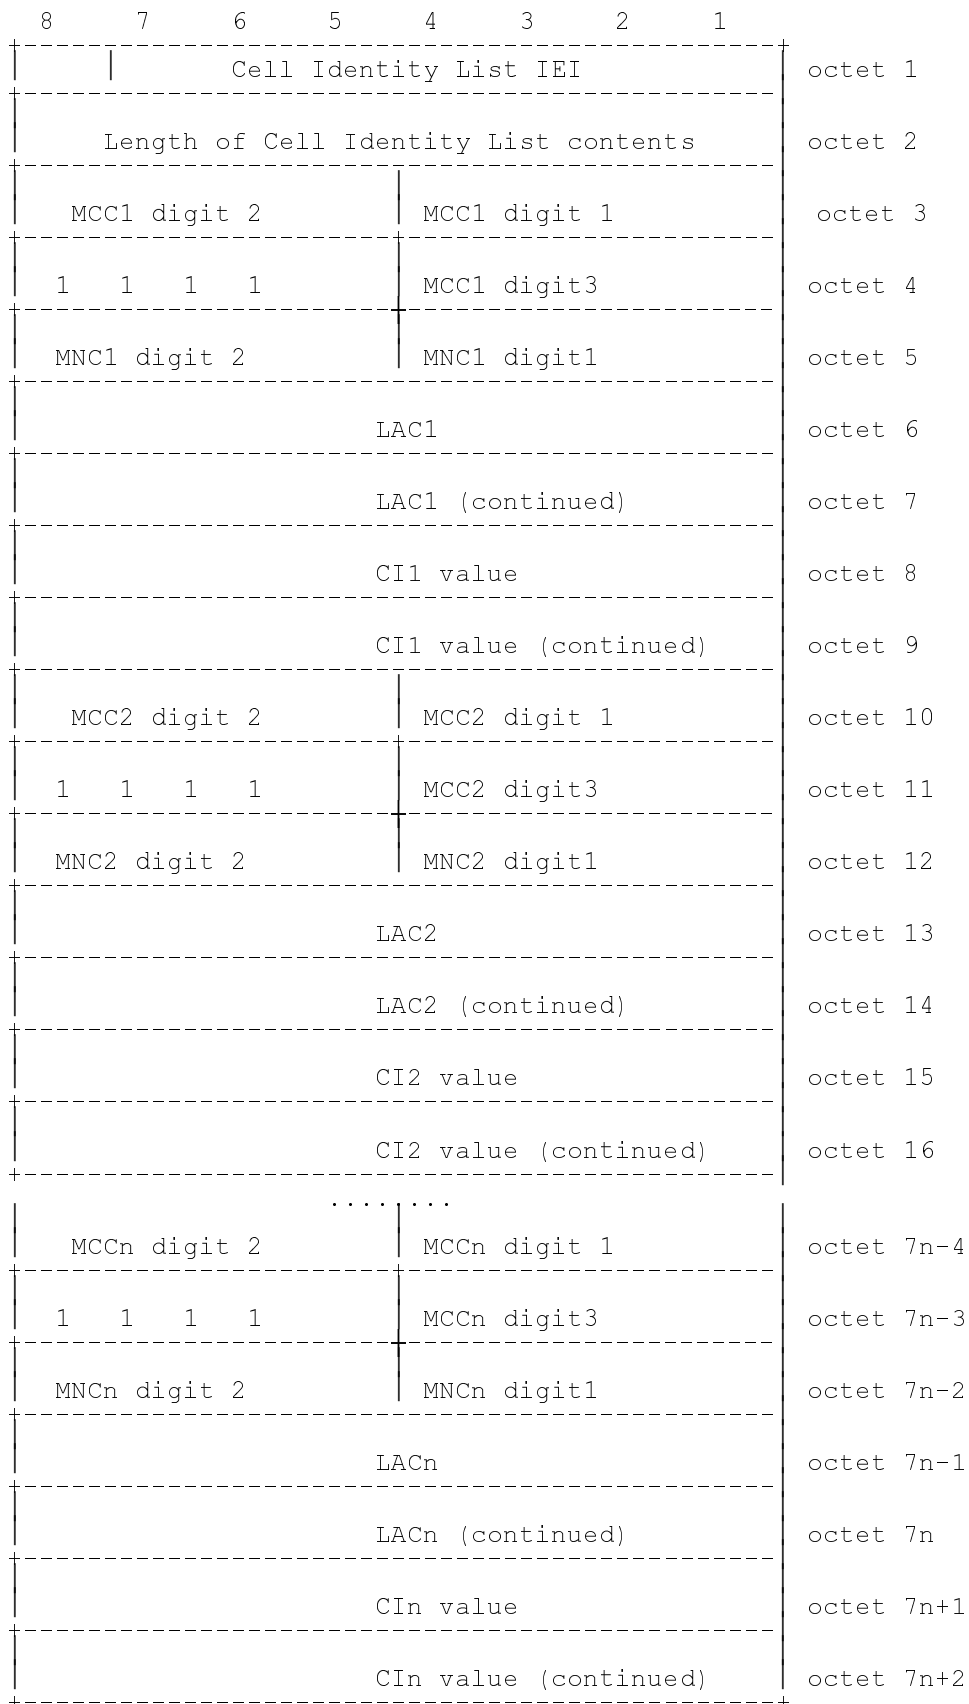 8 7 6 5 4 3 2 1
Cell Identity List IEI octet 1
Length of Cell Identity List contents octet 2
MCC1 digit 2 MCC1 digit 1 octet 3
1 1 1 1 MCC1 digit3 octet 4
MNC1 digit 2 MNC1 digit1 octet 5
LAC1 octet 6
LAC1 (continued) octet 7
CI1 value octet 8
CI1 value (continued) octet 9
MCC2 digit 2 MCC2 digit 1 octet 10
1 1 1 1 MCC2 digit3 octet 11
MNC2 digit 2 MNC2 digit1 octet 12
LAC2 octet 13
LAC2 (continued) octet 14
CI2 value octet 15
CI2 value (continued) octet 16
........
MCCn digit 2 MCCn digit 1 octet 7n-4
1 1 1 1 MCCn digit3 octet 7n-3
MNCn digit 2 MNCn digit1 octet 7n-2
LACn octet 7n-1
LACn (continued) octet 7n
CIn value octet 7n+1
CIn value (continued) octet 7n+2